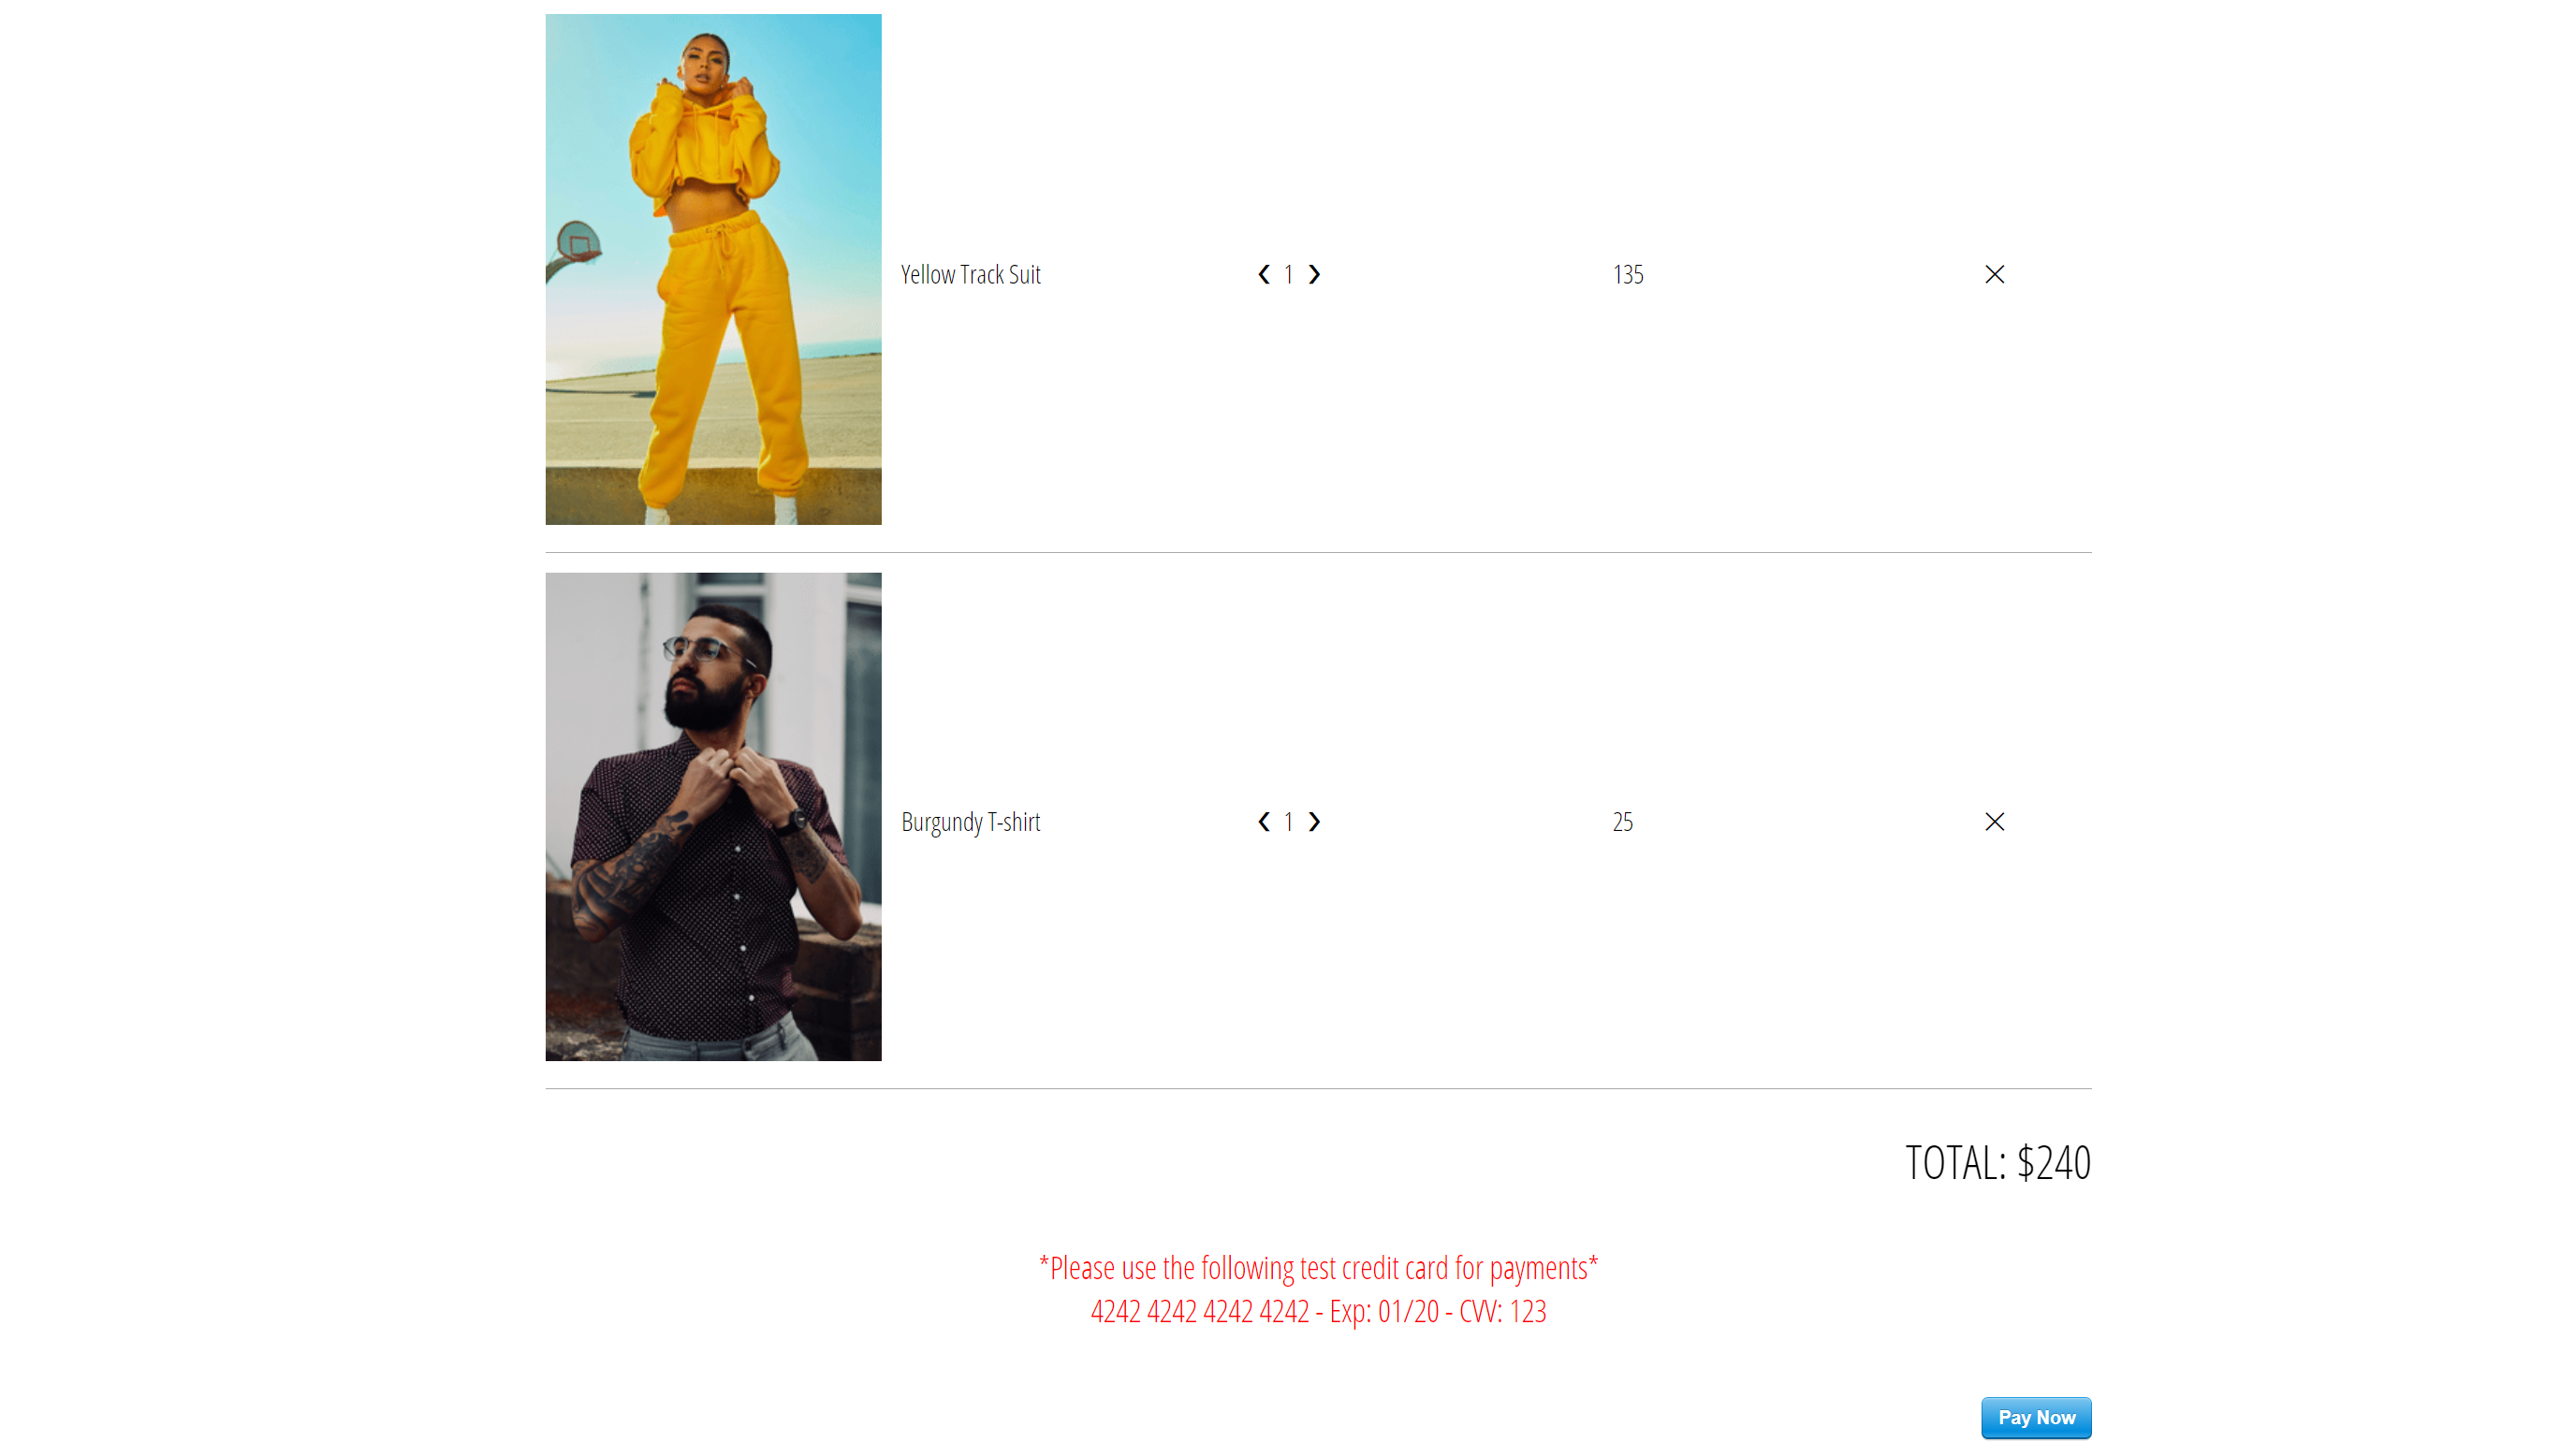 Yellow Track Suit ❮ 1 ❯ 135 ✕
Burgundy T-shirt ❮ 1 ❯ 25 ✕
TOTAL: $240
*Please use the following test credit card for payments*
4242 4242 4242 4242 - Exp: 01/20 - CVV: 123
Pay Now